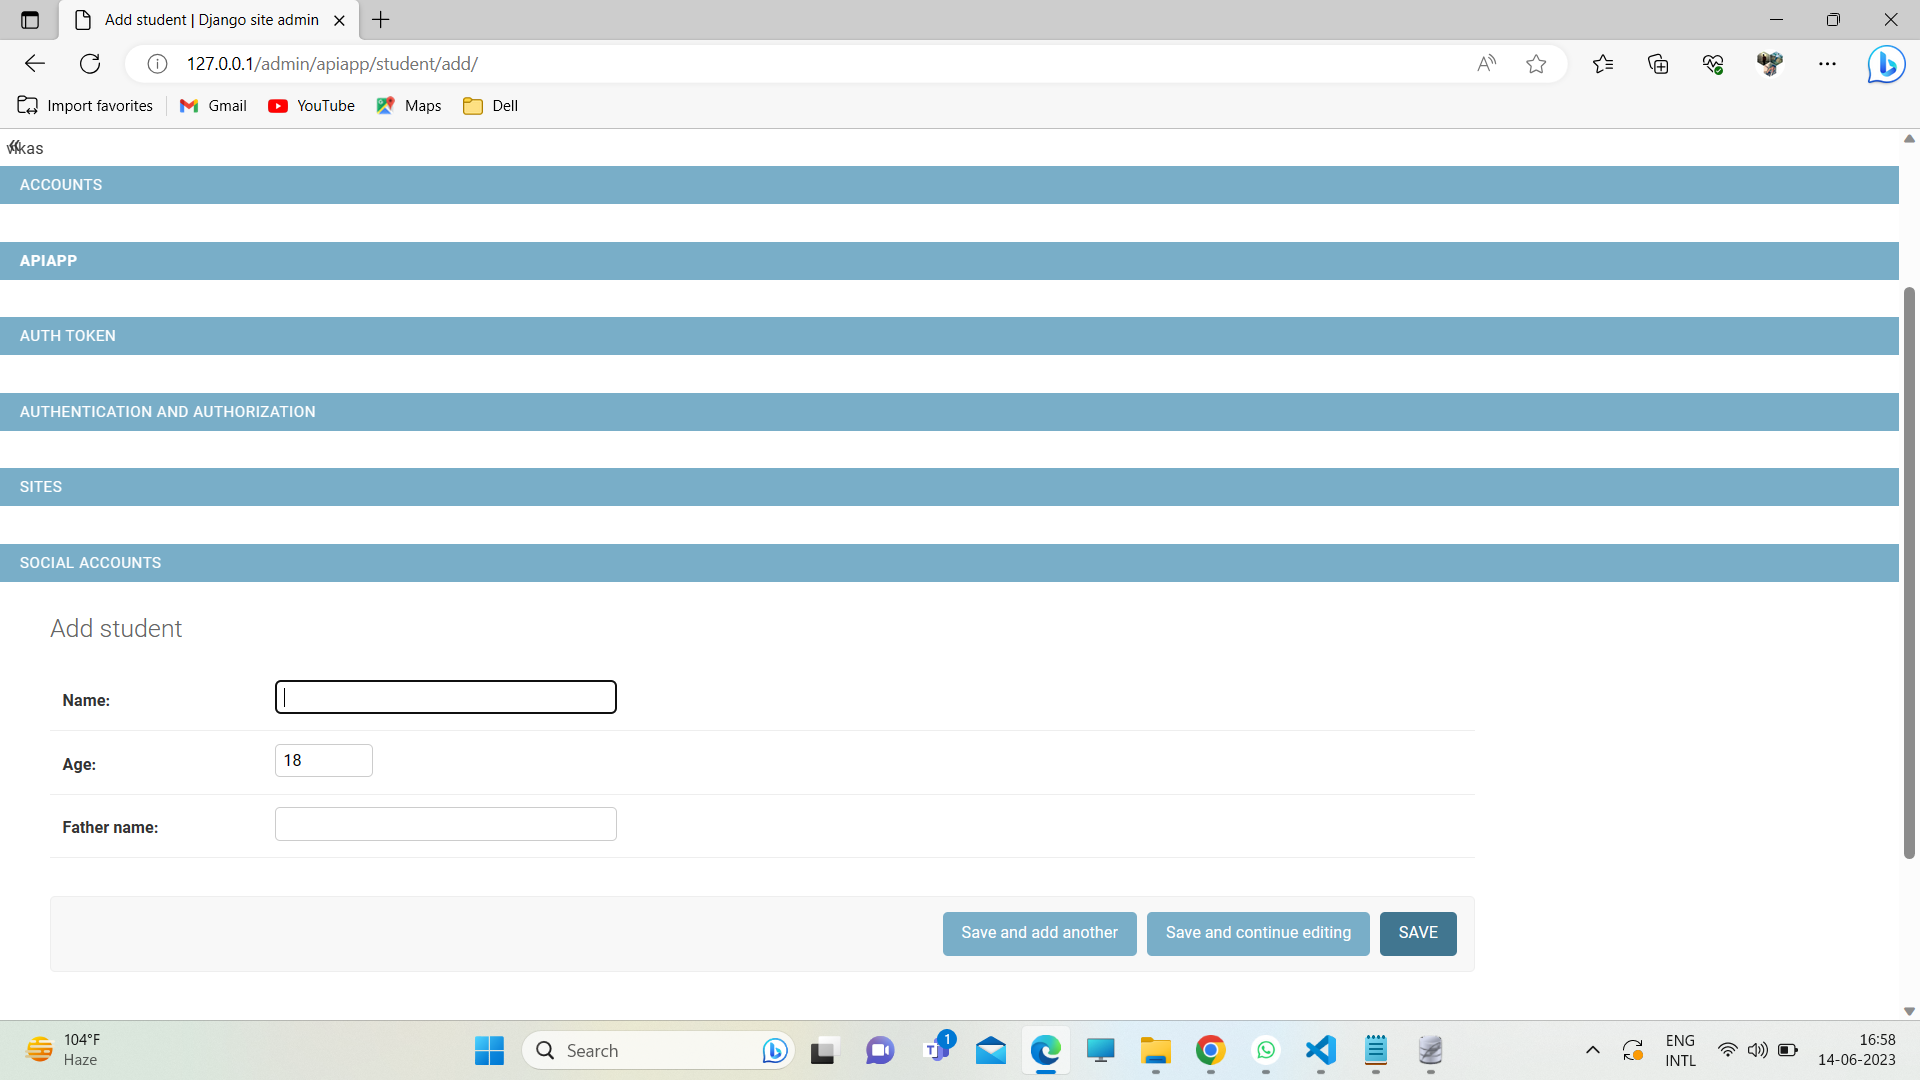 Add student | Django site admin
127.0.0.1/admin/apiapp/student/add/
Import favorites
Gmail
YouTube
Maps
Dell
vikas
ACCOUNTS
APIAPP
AUTH TOKEN
AUTHENTICATION AND AUTHORIZATION
SITES
SOCIAL ACCOUNTS
Add student
Name:
Age:
18
Father name:
Save and add another
Save and continue editing
SAVE
104°F
Haze
Search
1
ENG
INTL
16:58
14-06-2023